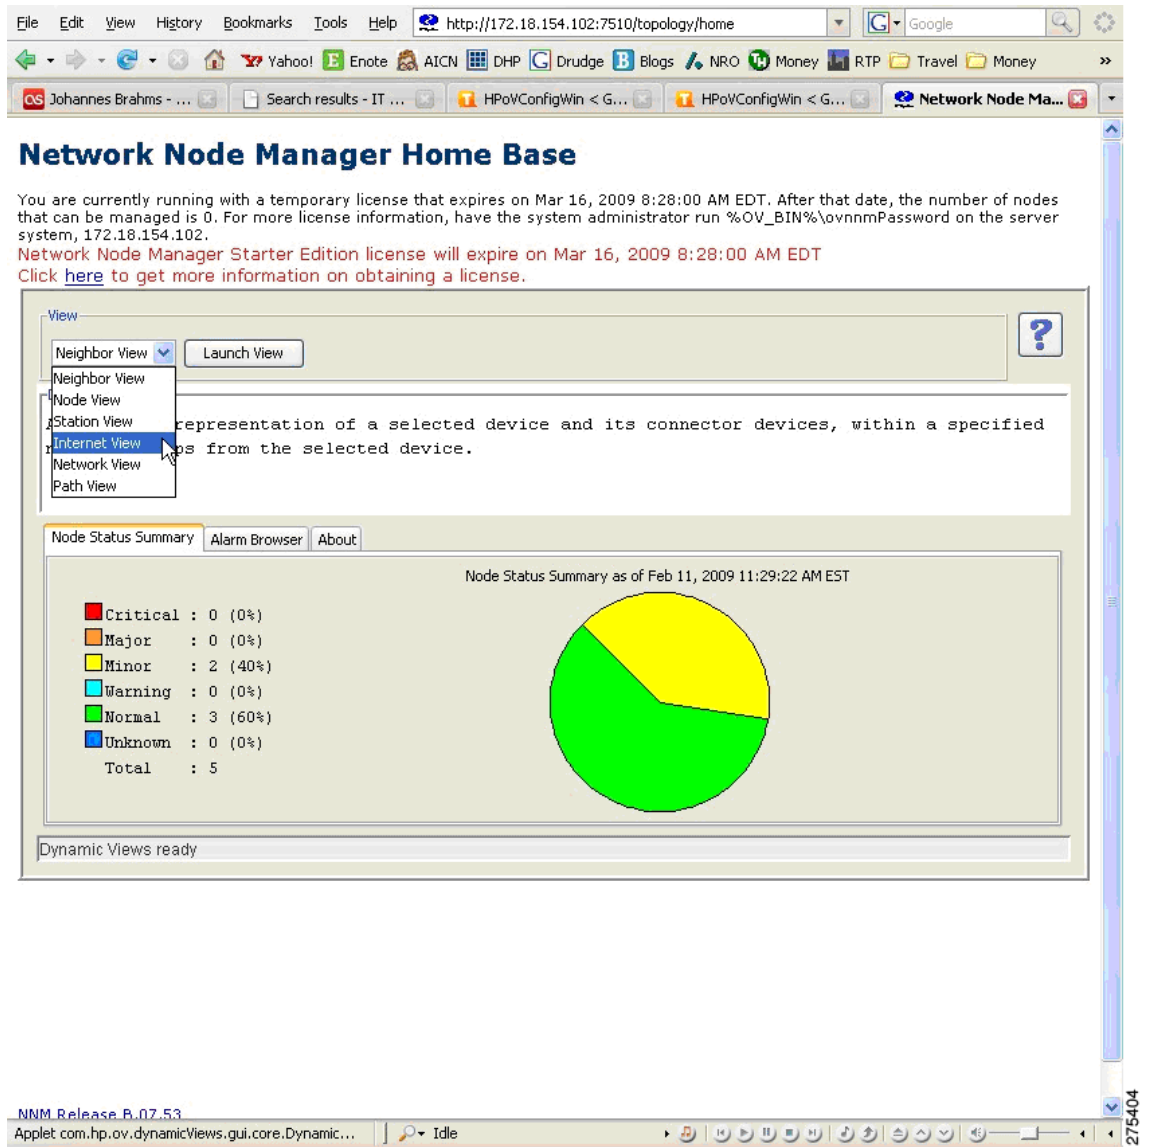 File Edit View History Bookmarks Tools Help http://172.18.154.102:7510/topology/home G Google
Yahoo! E Enote AICN DHP G Drudge B Blogs NRO Money RTP Travel Money »
Johannes Brahms - ... Search results - IT ... HPoVConfigWin < G... HPoVConfigWin < G... Network Node Ma...
Network Node Manager Home Base
You are currently running with a temporary license that expires on Mar 16, 2009 8:28:00 AM EDT. After that date, the number of nodes
that can be managed is 0. For more license information, have the system administrator run %OV_BIN%\ovnnmPassword on the server
system, 172.18.154.102.
Network Node Manager Starter Edition license will expire on Mar 16, 2009 8:28:00 AM EDT
Click here to get more information on obtaining a license.
View
?
Neighbor View Launch View
Neighbor View
Node View
Station View
Internet View
Network View
Path View
representation of a selected device and its connector devices, within a specified
from the selected device.
Node Status Summary Alarm Browser About
Node Status Summary as of Feb 11, 2009 11:29:22 AM EST
Critical : 0 (0%)
Major : 0 (0%)
Minor : 2 (40%)
Warning : 0 (0%)
Normal : 3 (60%)
Unknown : 0 (0%)
Total : 5
Dynamic Views ready
NNM Release B.07.53
Applet com.hp.ov.dynamicViews.gui.core.Dynamic... Idle
275404